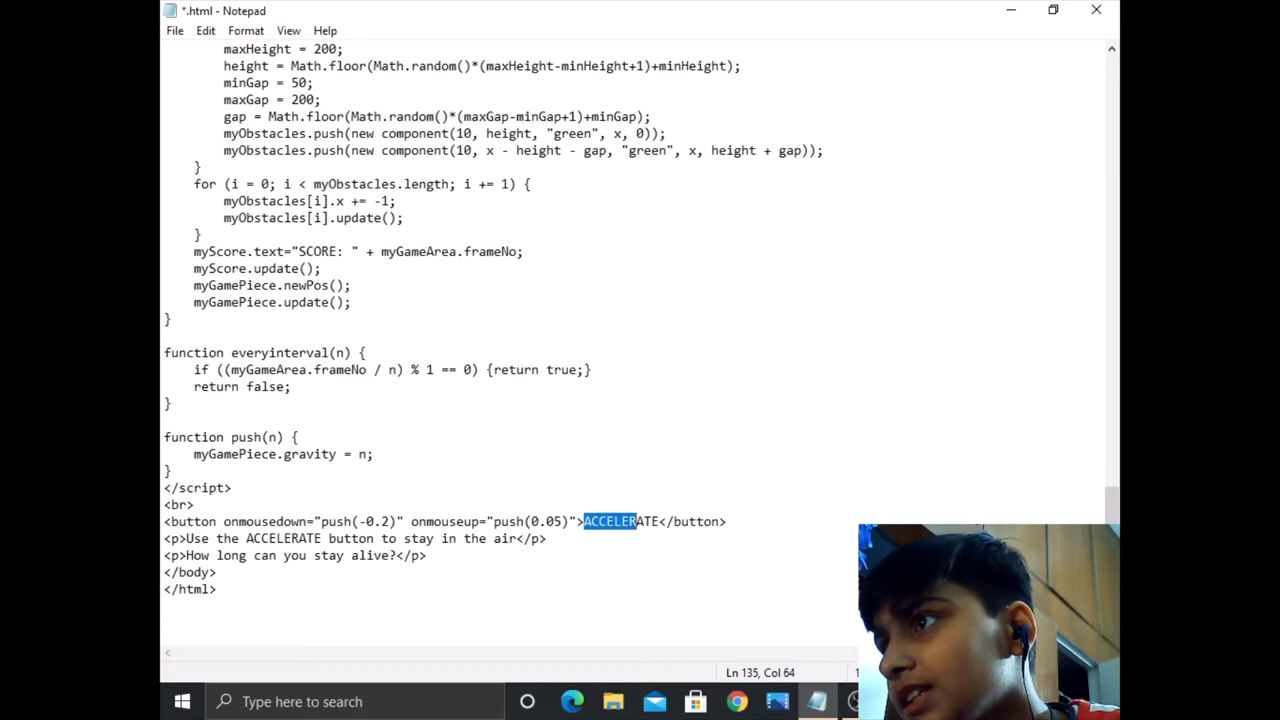 *.html - Notepad
File Edit Format View Help
maxHeight = 200;
height = Math.floor(Math.random()*(maxHeight-minHeight+1)+minHeight);
minGap = 50;
maxGap = 200;
gap = Math.floor(Math.random()*(maxGap-minGap+1)+minGap);
myObstacles.push(new component(10, height, "green", x, 0));
myObstacles.push(new component(10, x - height - gap, "green", x, height + gap));
}
for (i = 0; i < myObstacles.length; i += 1) {
myObstacles[i].x += -1;
myObstacles[i].update();
}
myScore.text="SCORE: " + myGameArea.frameNo;
myScore.update();
myGamePiece.newPos();
myGamePiece.update();
}
function everyinterval(n) {
if ((myGameArea.frameNo / n) % 1 == 0) {return true;}
return false;
}
function push(n) {
myGamePiece.gravity = n;
}
</script>
<br>
<button onmousedown="push(-0.2)" onmouseup="push(0.05)">ACCELERATE</button>
<p>Use the ACCELERATE button to stay in the air</p>
<p>How long can you stay alive?</p>
</body>
</html>
Ln 135, Col 64
Type here to search